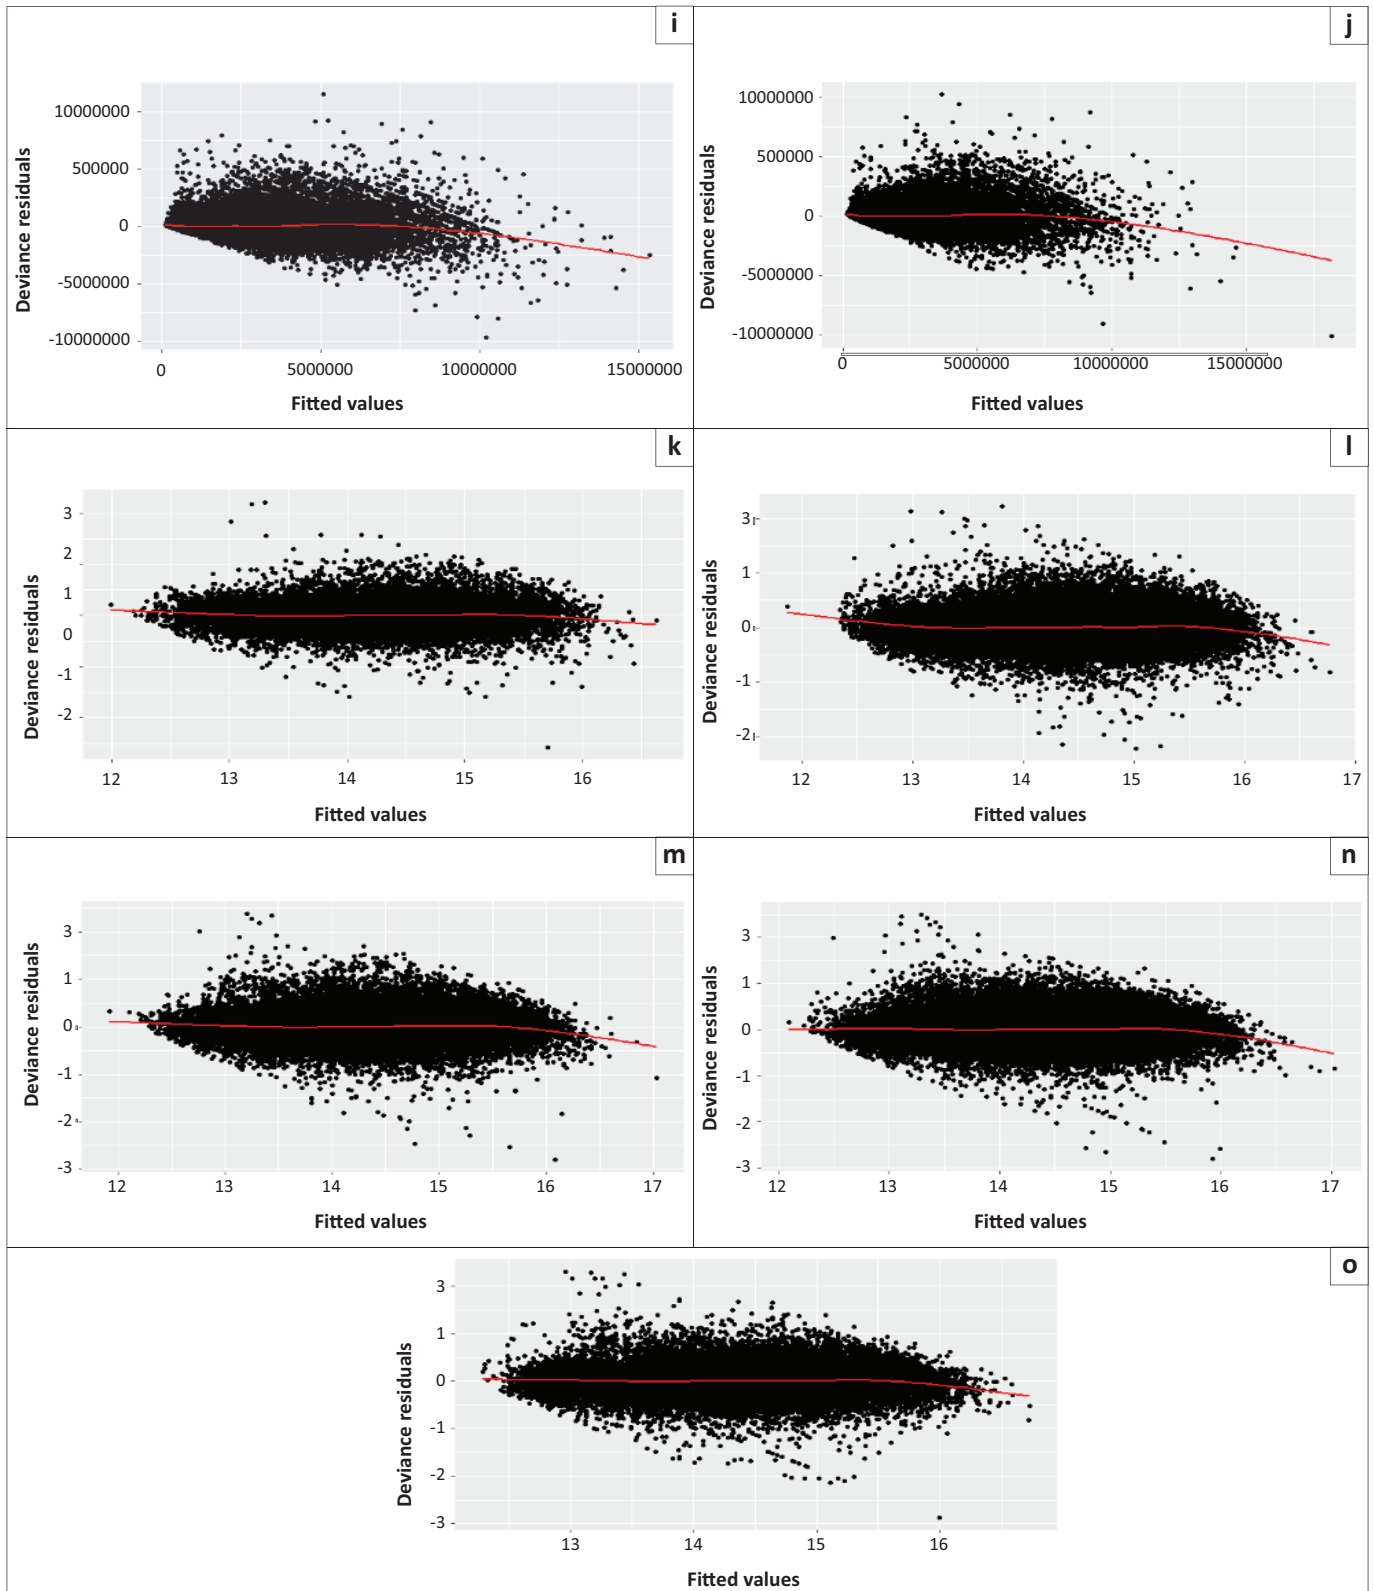 i
10000000
500000
0
-5000000
-10000000
Deviance residuals
0 5000000 10000000 15000000
Fitted values
j
10000000
500000
0
-5000000
-10000000
Deviance residuals
0 5000000 10000000 15000000
Fitted values
k
3
2
1
0
-1
-2
Deviance residuals
12 13 14 15 16
Fitted values
l
3
1
0
-1
-2
Deviance residuals
12 13 14 15 16 17
Fitted values
m
3
1
0
-1
-2
-3
Deviance residuals
12 13 14 15 16 17
Fitted values
n
3
1
0
-1
-2
-3
Deviance residuals
12 13 14 15 16 17
Fitted values
o
3
1
0
-1
-2
-3
Deviance residuals
13 14 15 16
Fitted values